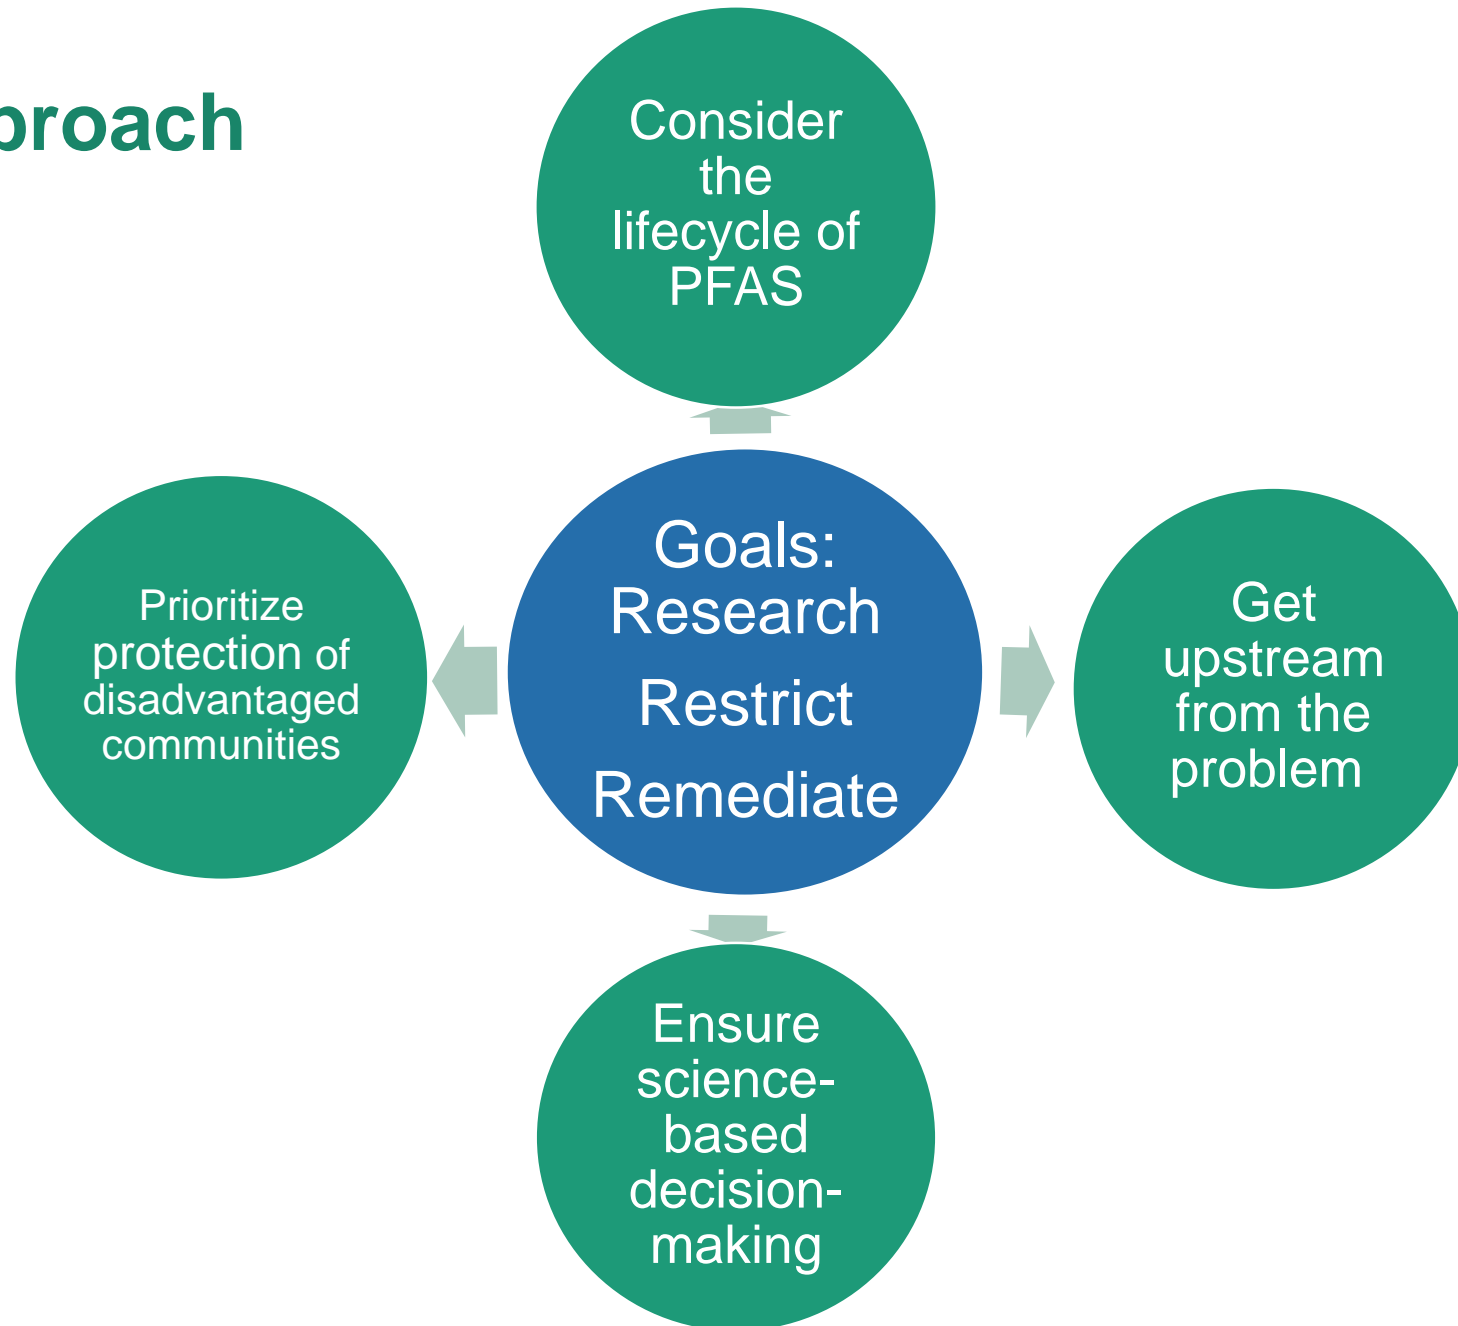 proach
Consider
the
lifecycle of
PFAS
Goals:
Research
Restrict
Remediate
Prioritize
protection of
disadvantaged
communities
Get
upstream
from the
problem
Ensure
science-
based
decision-
making